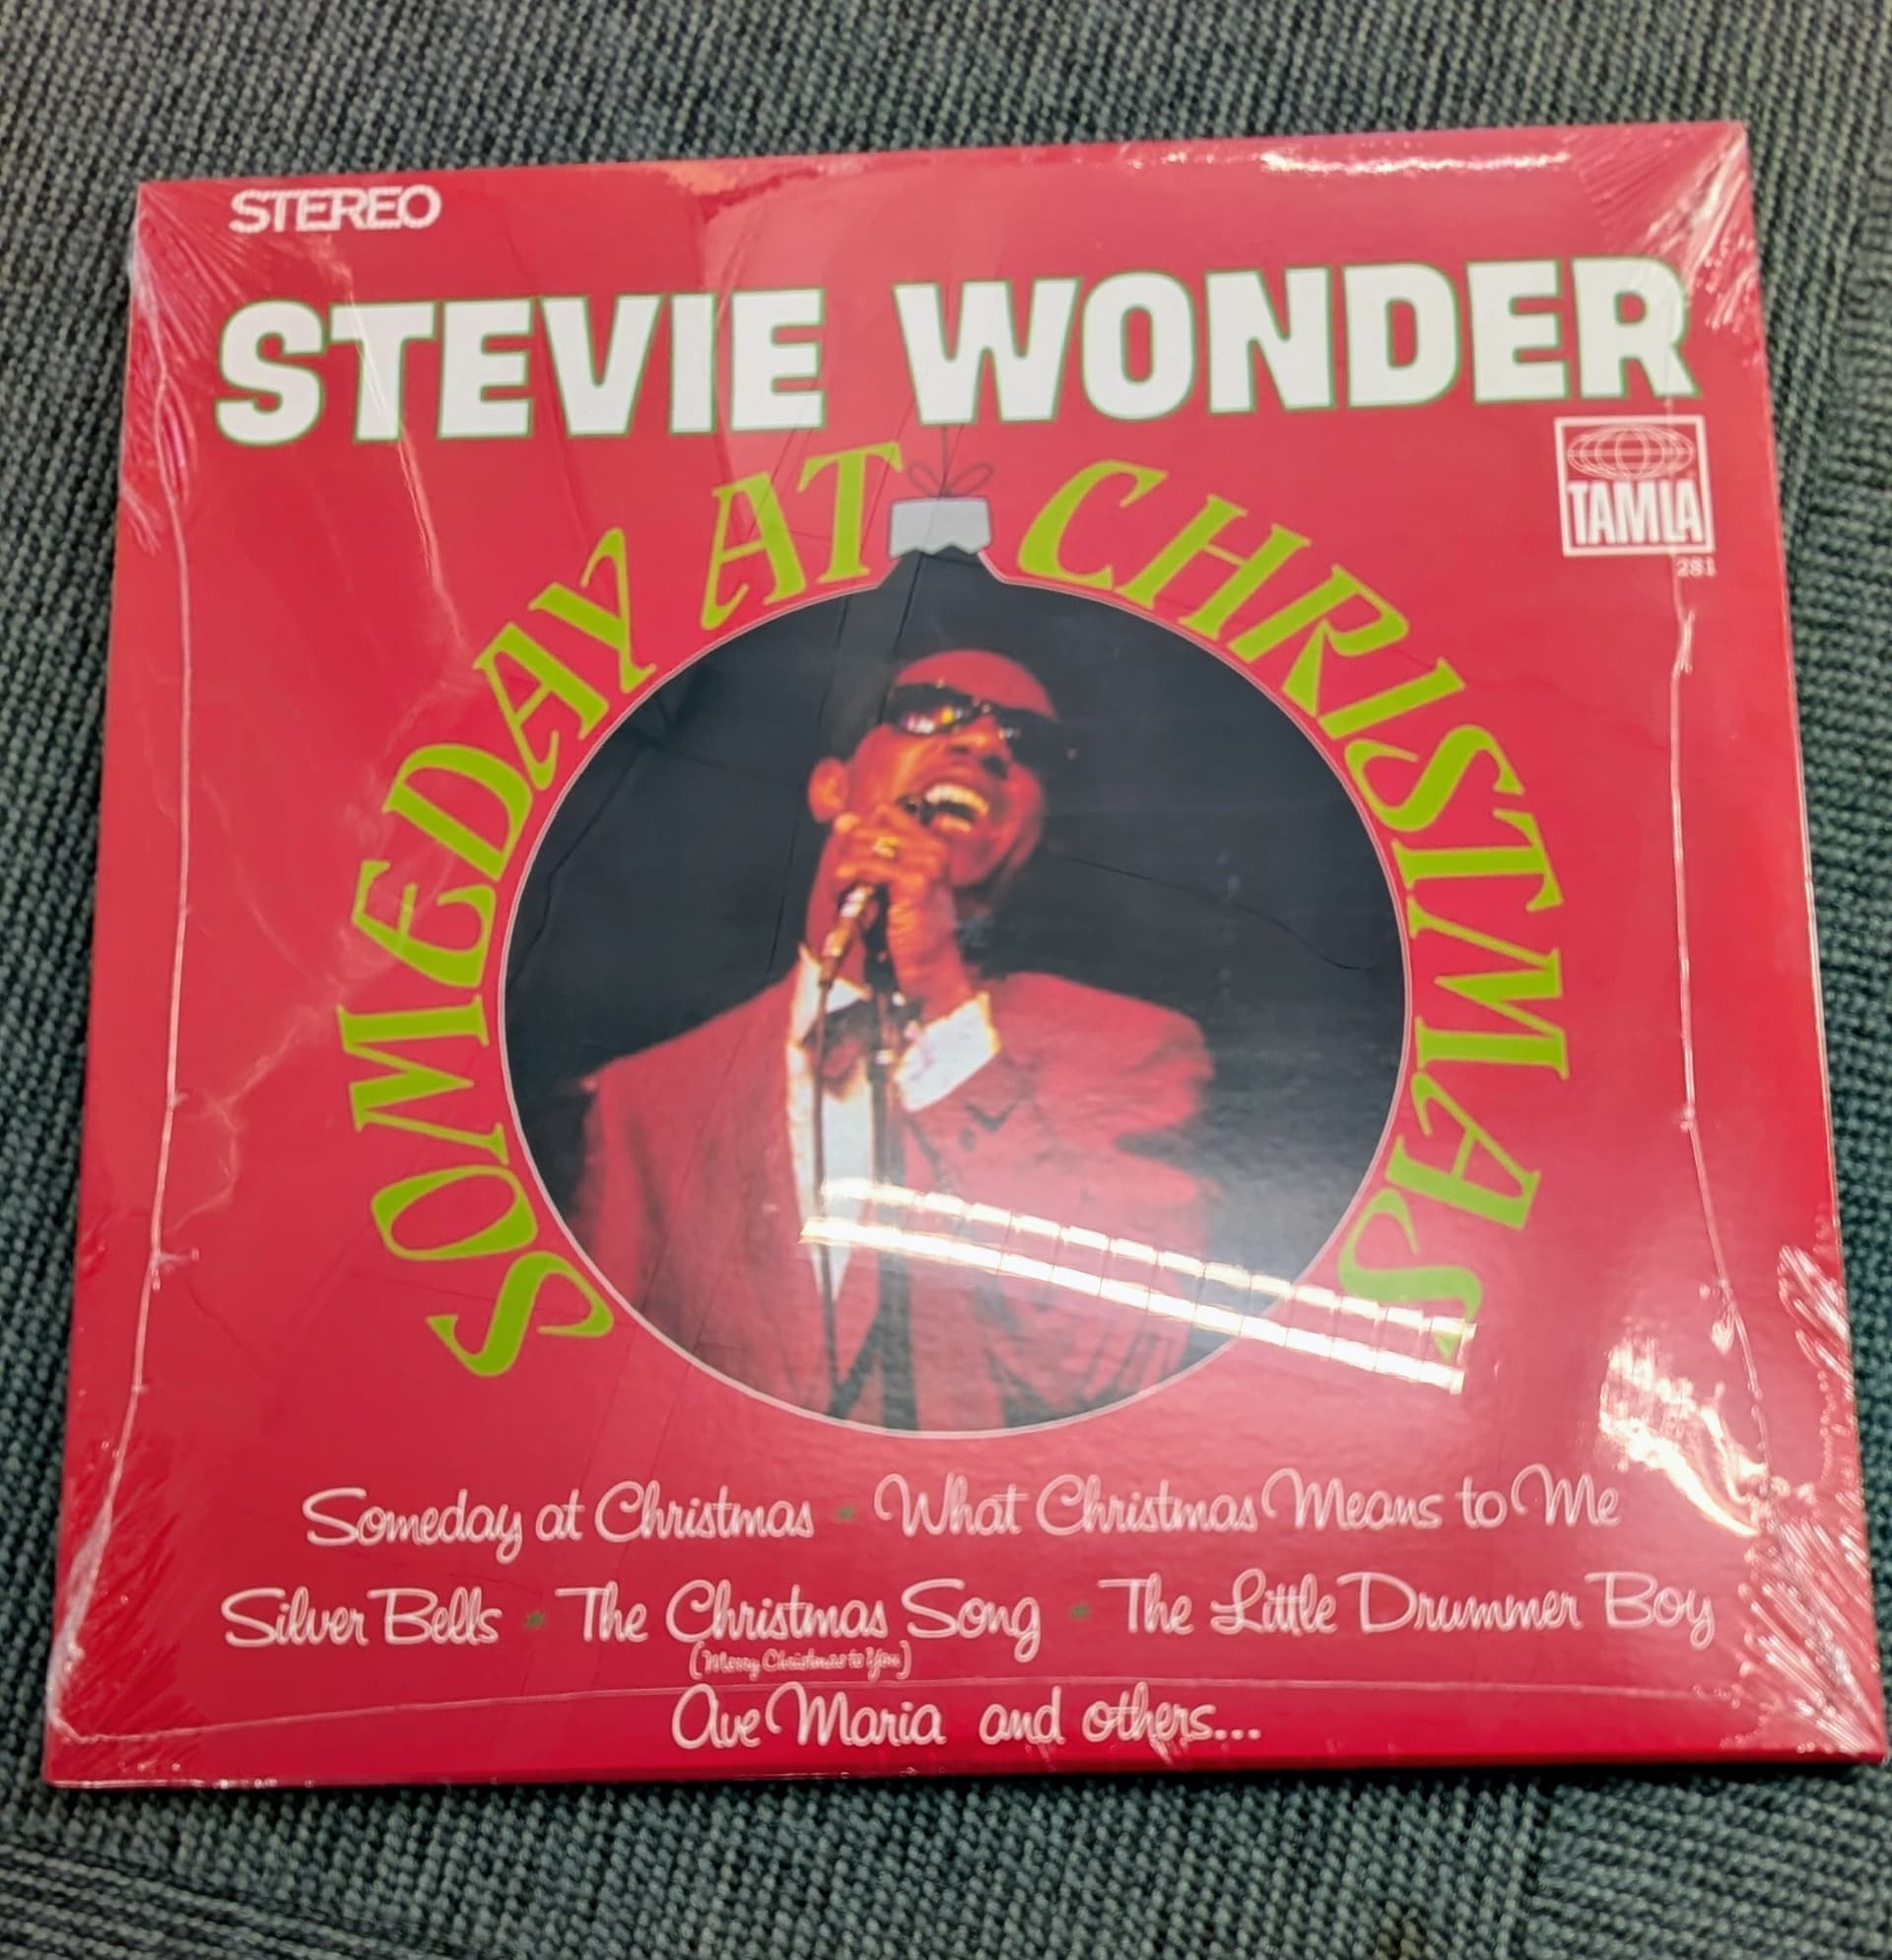 STEREO
STEVIE WONDER
TAMLA
281
SOMEDAY AT CHRISTMAS
Someday at Christmas • What Christmas Means to Me
Silver Bells • The Christmas Song • The Little Drummer Boy
(Merry Christmas to You)
Ave Maria and others...